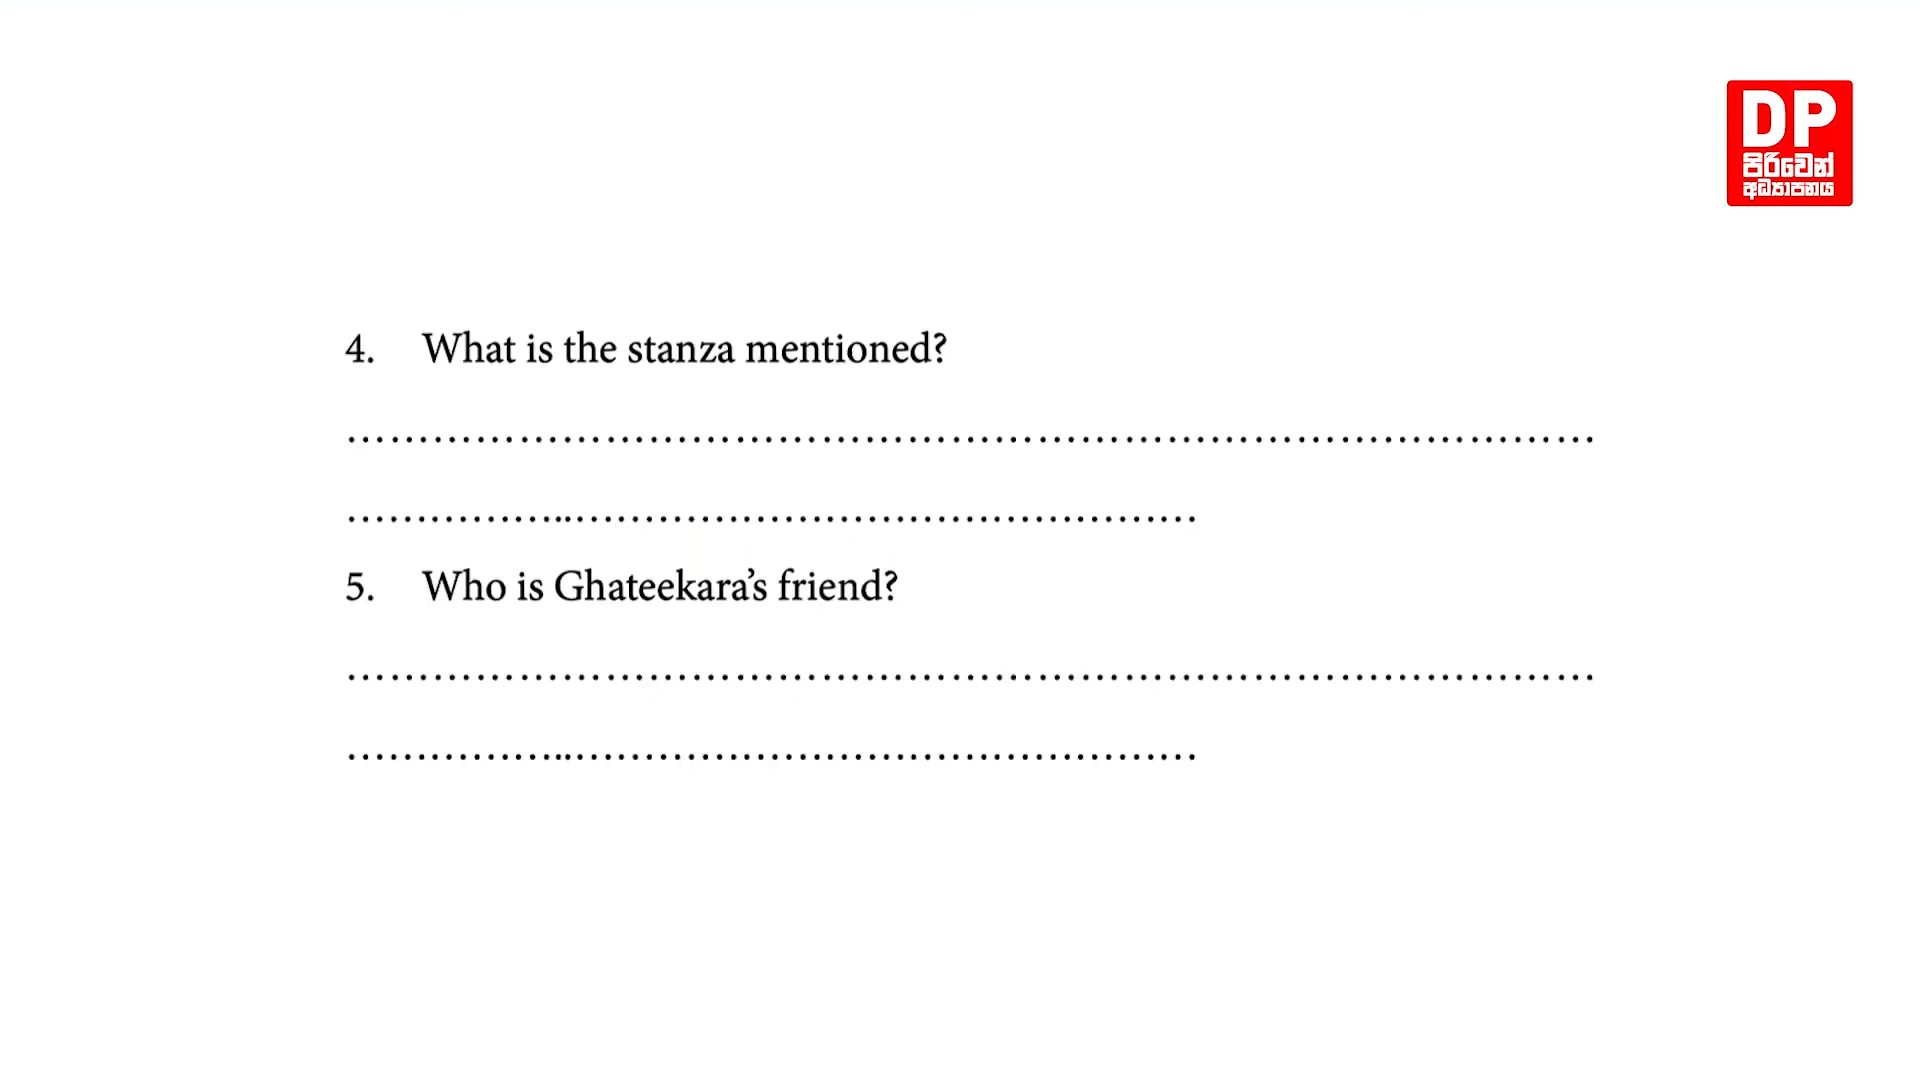 DP
පිරිවෙන්
අධ්‍යාපනය
4. What is the stanza mentioned?
................................................................................
................................................................
5. Who is Ghateekara’s friend?
................................................................................
................................................................